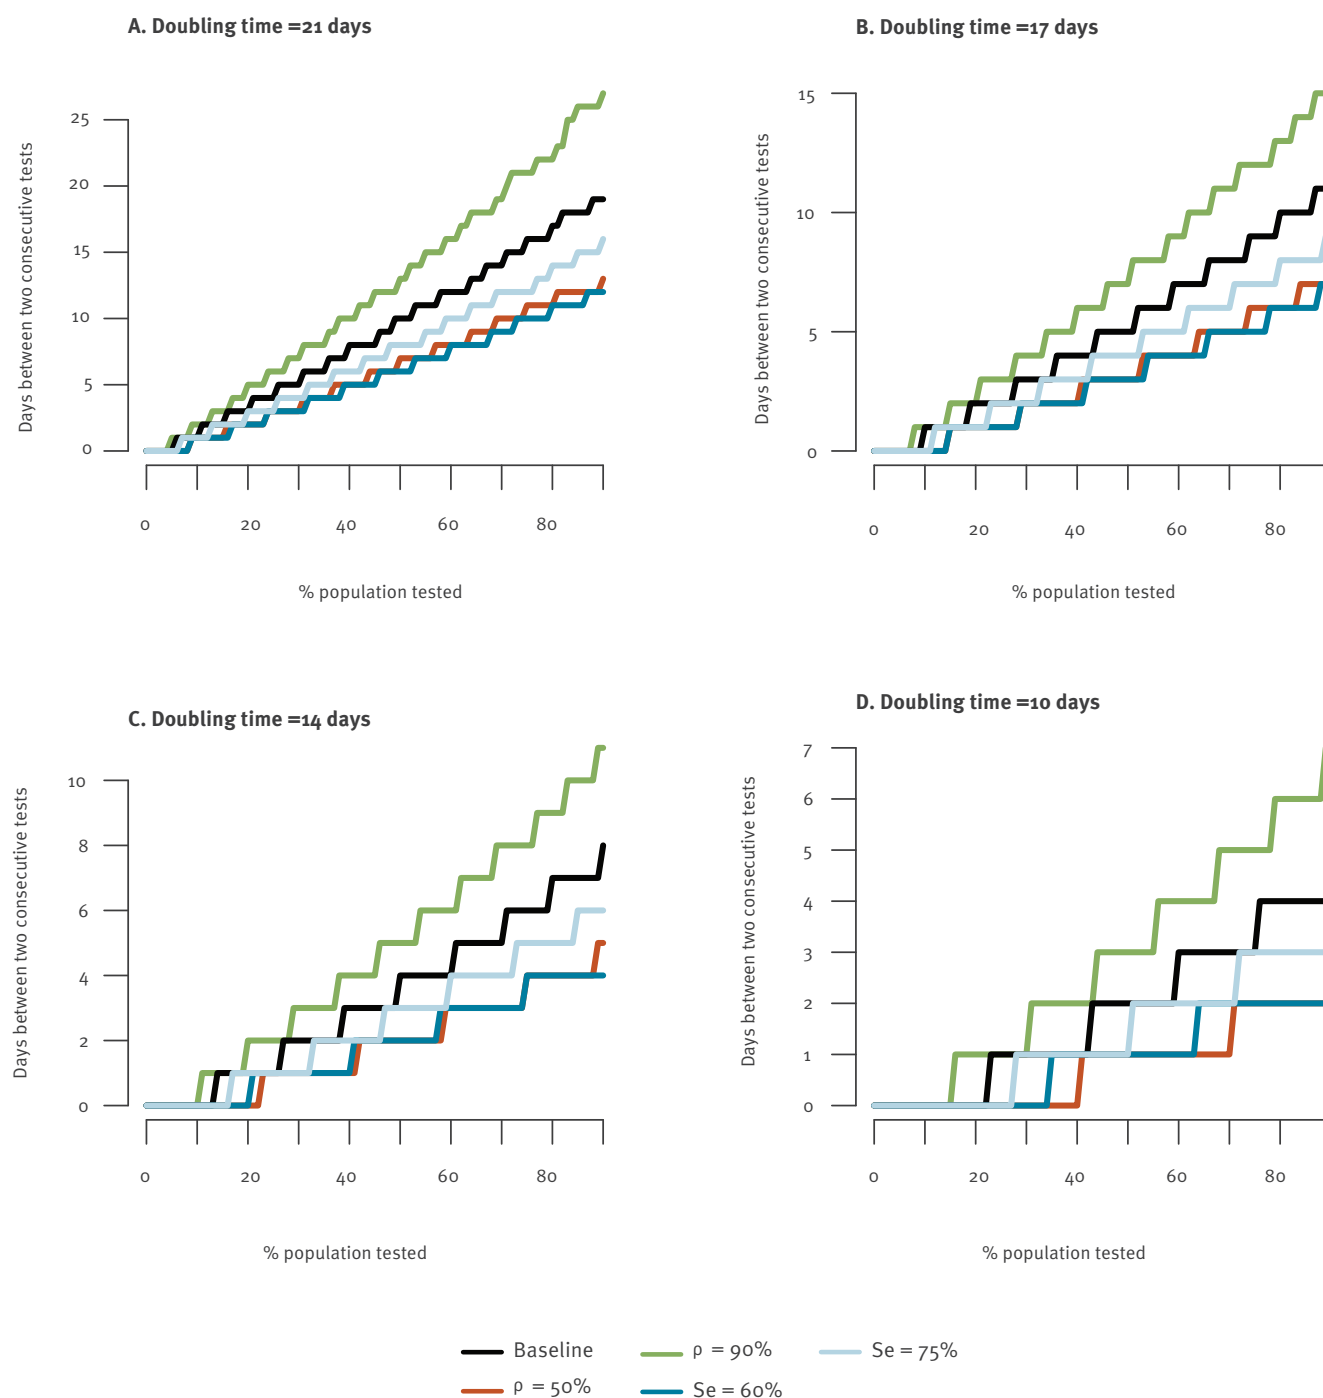 A. Doubling time =21 days
Days between two consecutive tests
25
20
15
10
5
0
0 20 40 60 80
% population tested
B. Doubling time =17 days
Days between two consecutive tests
15
10
5
0
0 20 40 60 80
% population tested
C. Doubling time =14 days
Days between two consecutive tests
10
8
6
4
2
0
0 20 40 60 80
% population tested
D. Doubling time =10 days
Days between two consecutive tests
7
6
5
4
3
2
1
0
0 20 40 60 80
% population tested
Baseline ρ = 90% Se = 75%
ρ = 50% Se = 60%